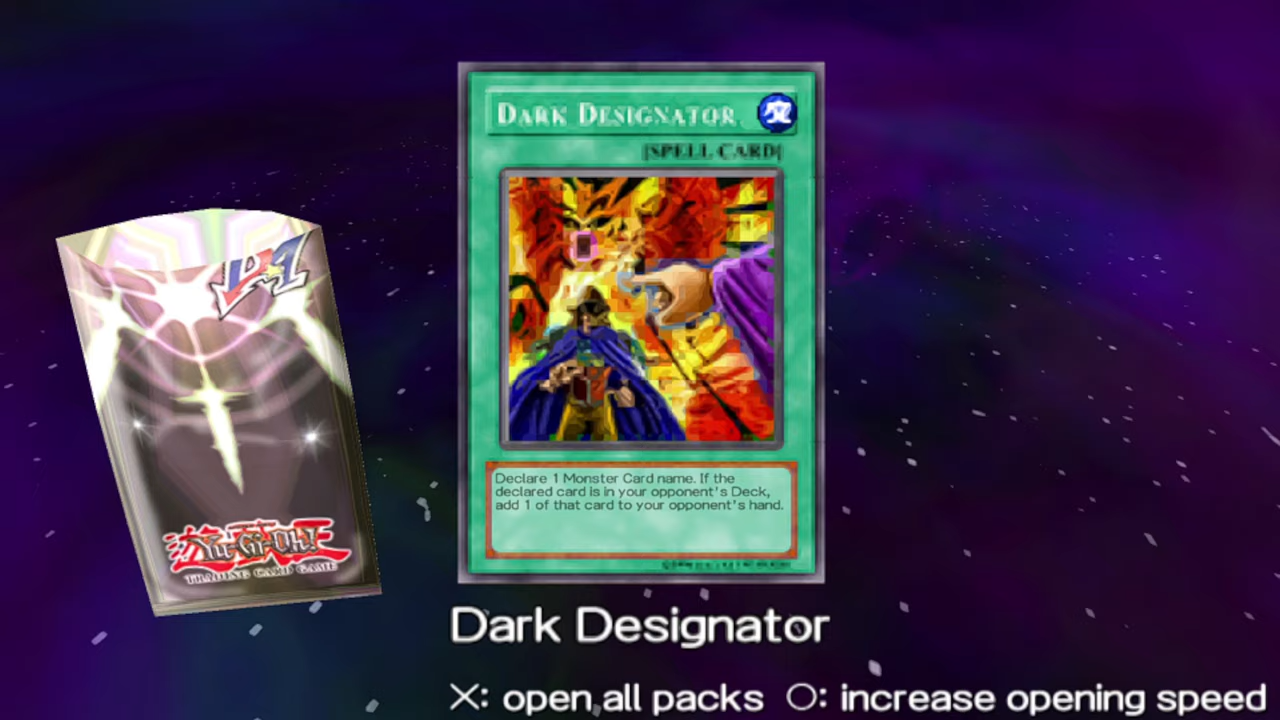 DARK DESIGNATOR
[SPELL CARD]
Declare 1 Monster Card name. If the
declared card is in your opponent's Deck,
add 1 of that card to your opponent's hand.
Yu-Gi-Oh!
TRADING CARD GAME
Dark Designator
X: open all packs O: increase opening speed